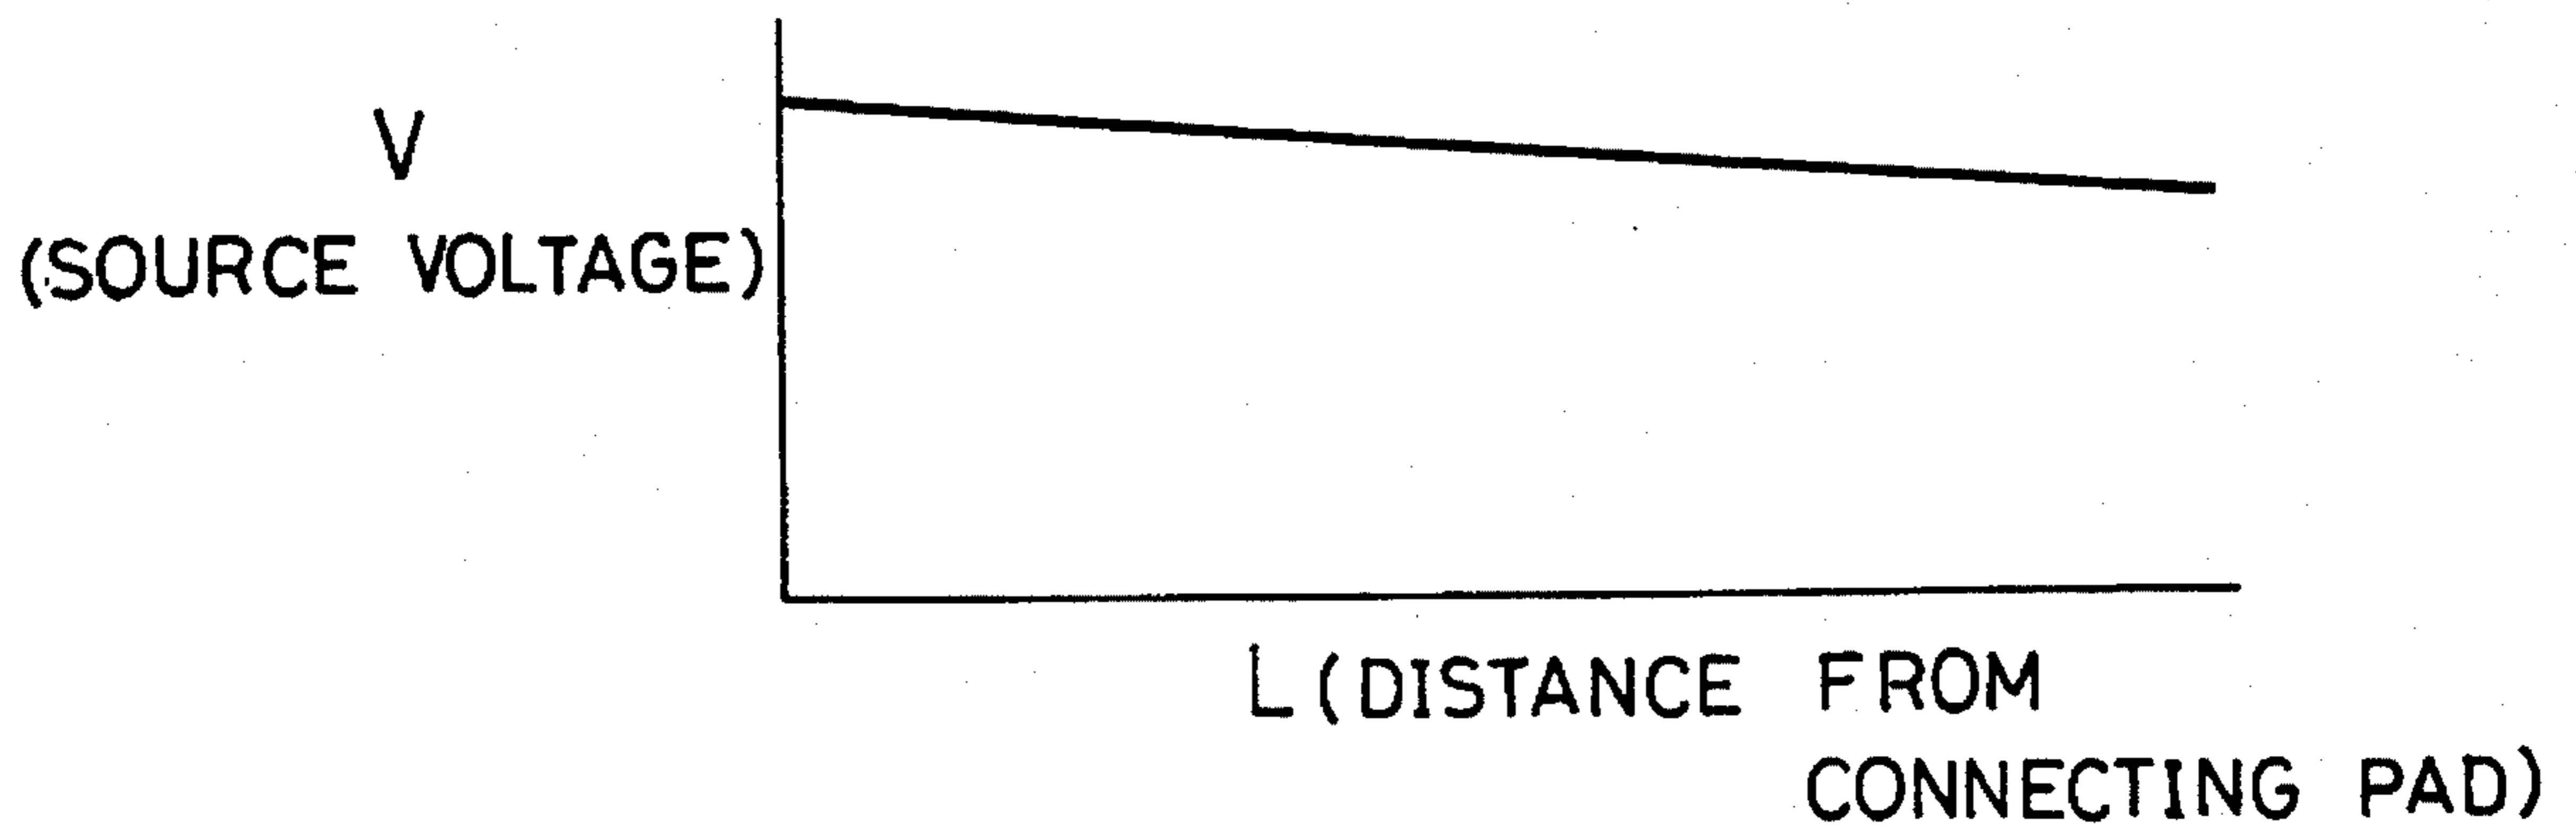 V
(SOURCE VOLTAGE)
L(DISTANCE FROM
CONNECTING PAD)